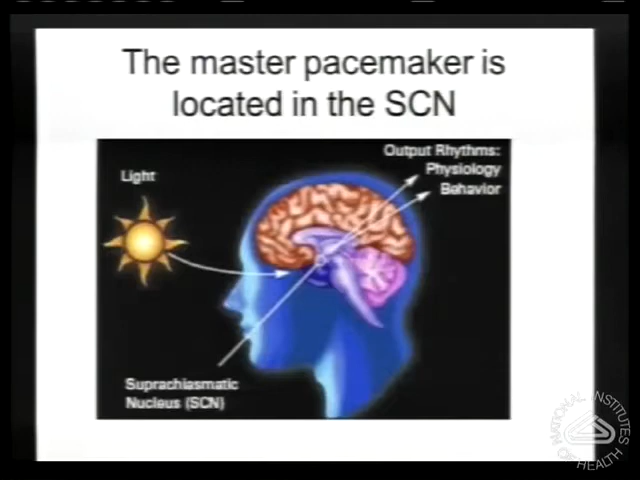 The master pacemaker is
located in the SCN
Output Rhythms:
Physiology
Behavior
Light
Suprachiasmatic
Nucleus (SCN)
NATIONAL INSTITUTES
OF HEALTH